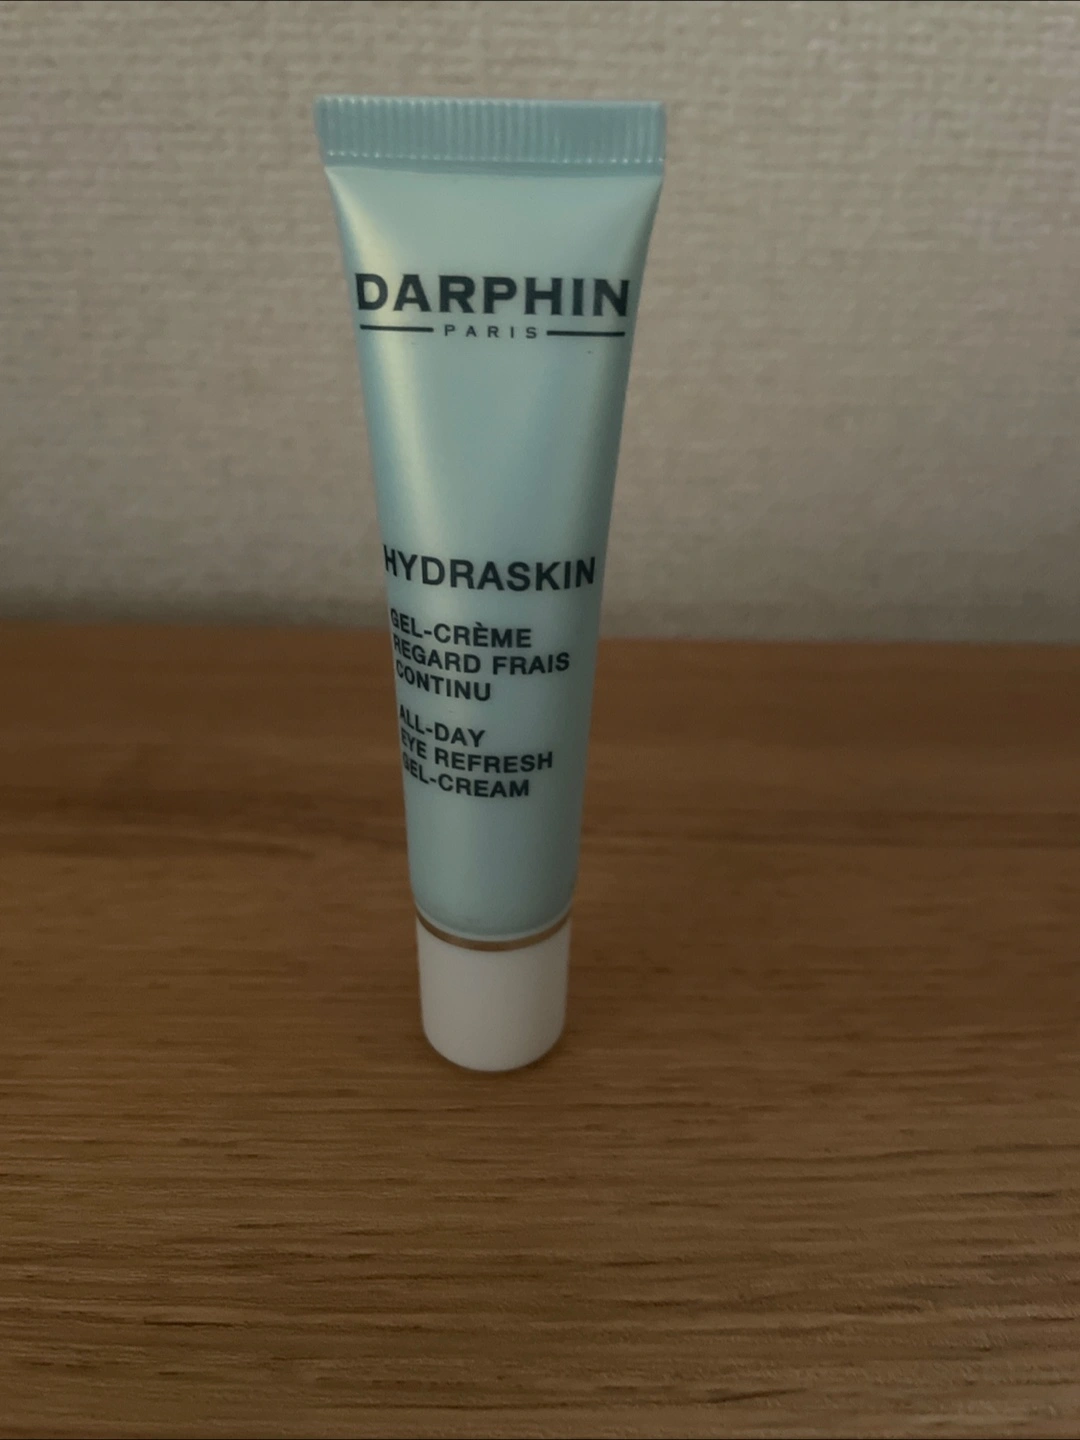 DARPHIN
PARIS
HYDRASKIN
GEL-CRÈME
REGARD FRAIS
CONTINU
ALL-DAY
EYE REFRESH
GEL-CREAM